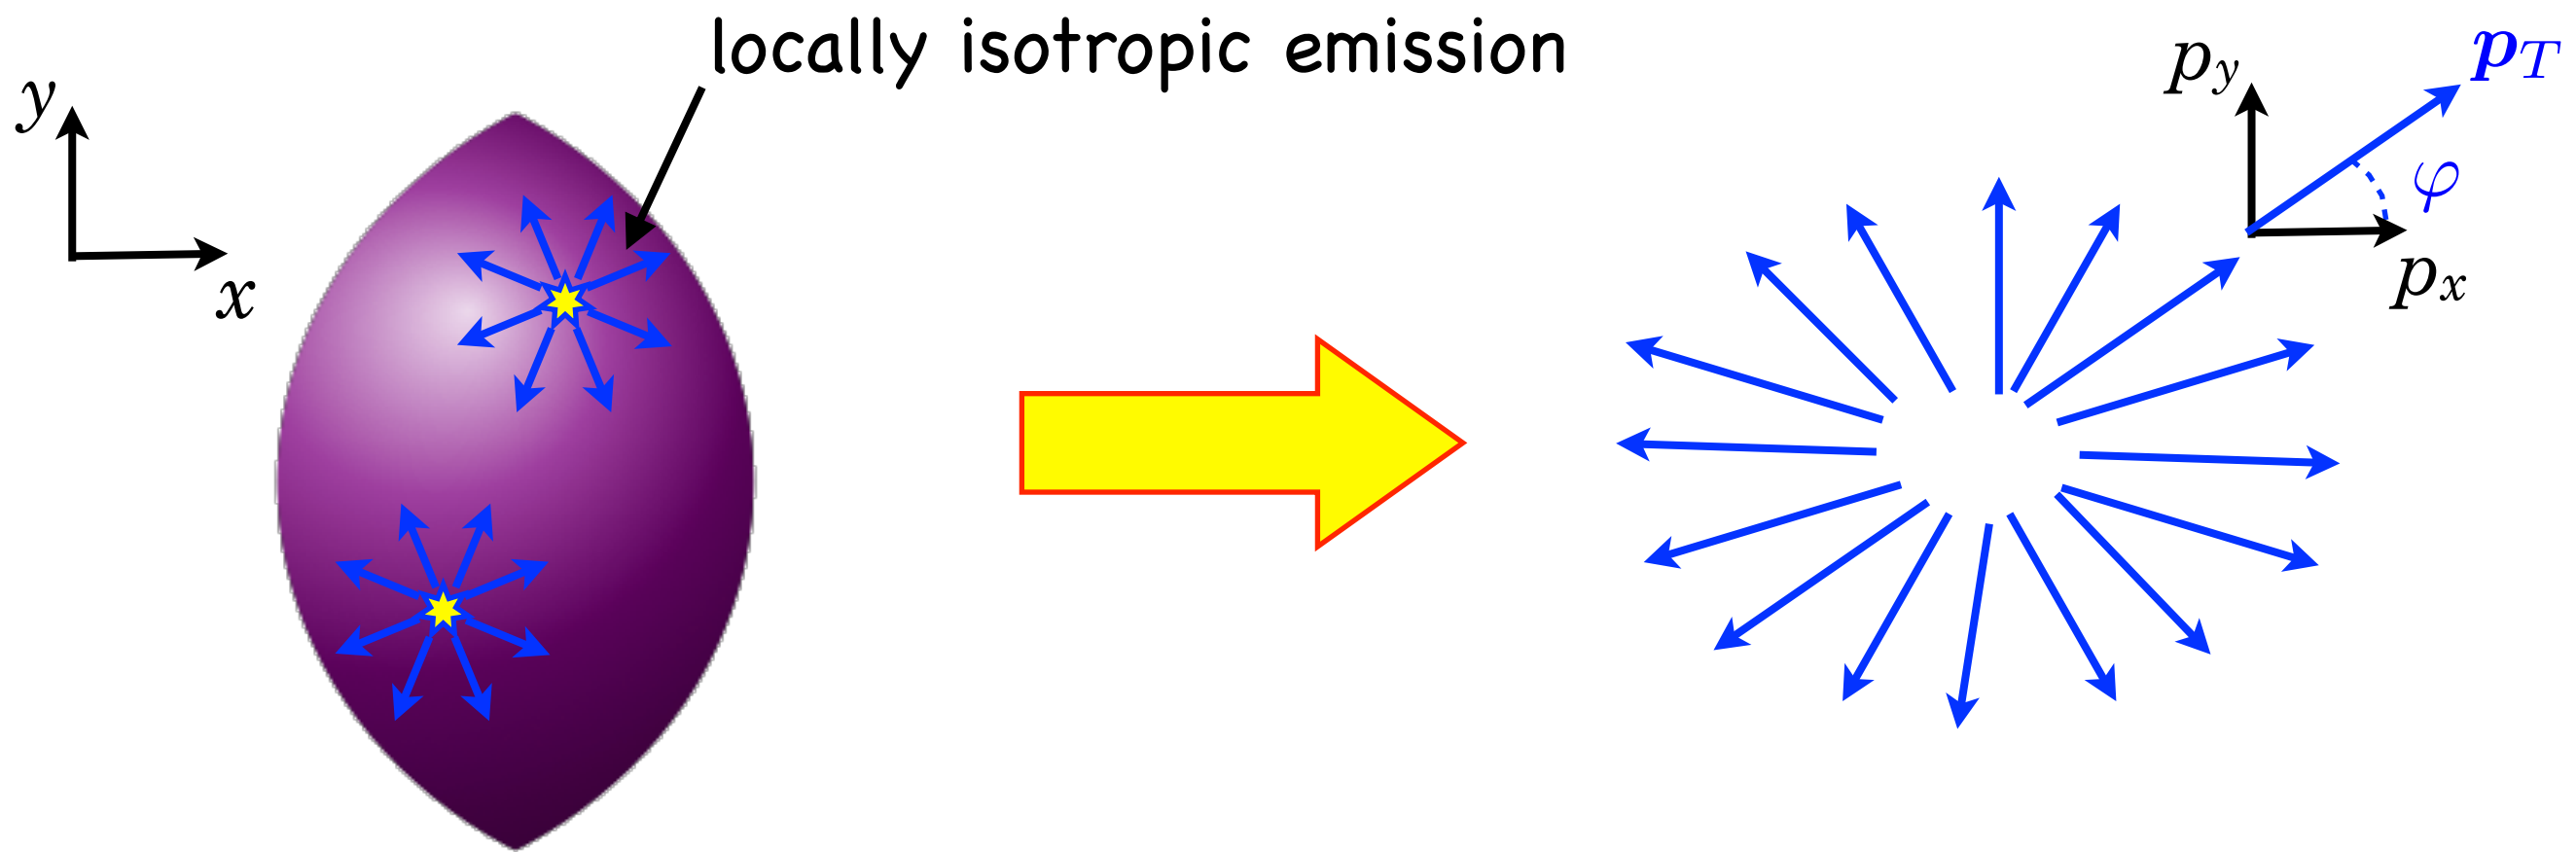 locally isotropic emission
y
x
p_y
p_T
φ
p_x